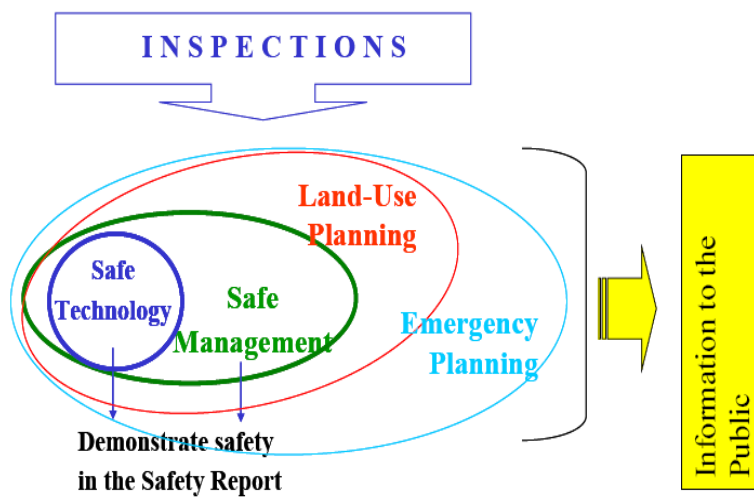 I N S P E C T I O N S
Land-Use
Planning
Safe
Technology
Safe
Management
Emergency
Planning
Demonstrate safety
in the Safety Report
Information to the
Public